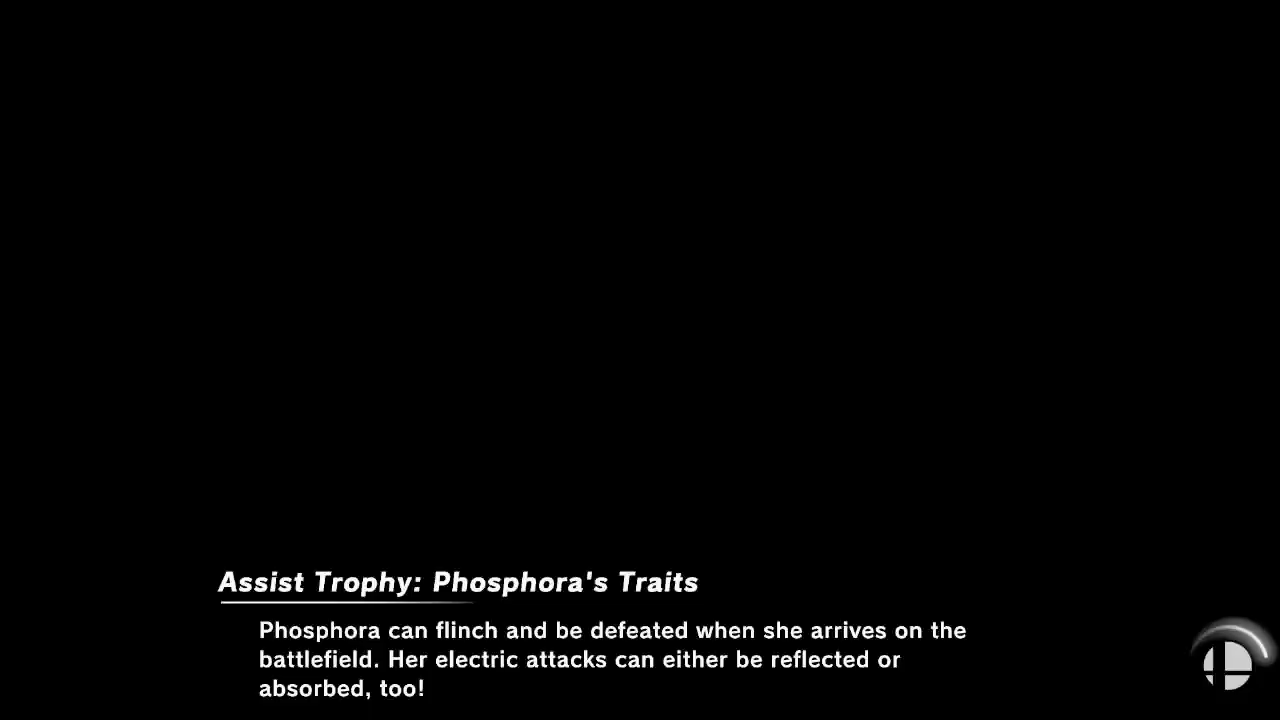 Assist Trophy: Phosphora's Traits
Phosphora can flinch and be defeated when she arrives on the
battlefield. Her electric attacks can either be reflected or
absorbed, too!